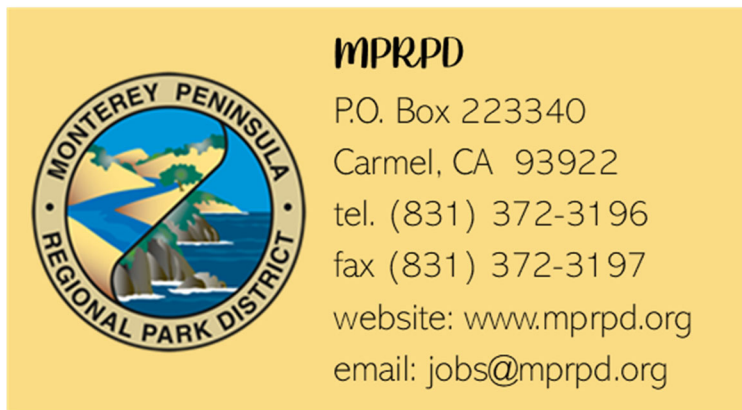 MONTEREY PENINSULA
REGIONAL PARK DISTRICT
MPRPD
P.O. Box 223340
Carmel, CA  93922
tel. (831) 372-3196
fax (831) 372-3197
website: www.mprpd.org
email: jobs@mprpd.org